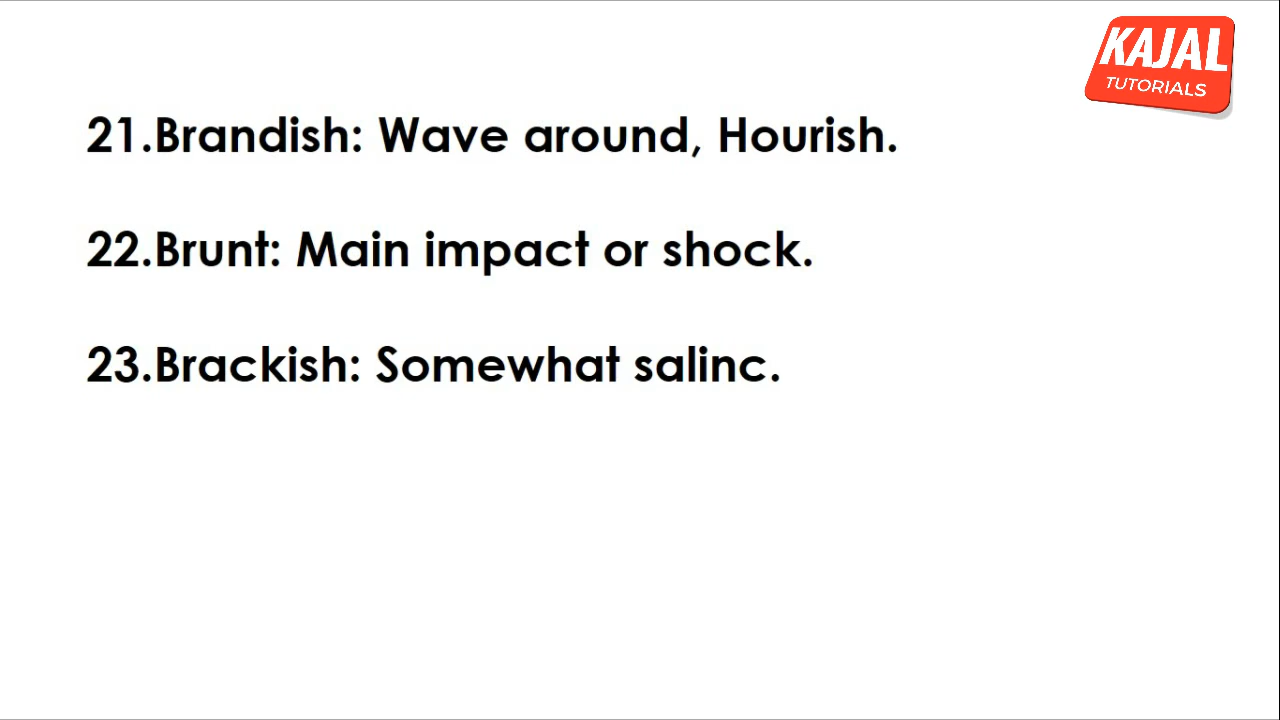 KAJAL
TUTORIALS
21.Brandish: Wave around, Hourish.
22.Brunt: Main impact or shock.
23.Brackish: Somewhat salinc.